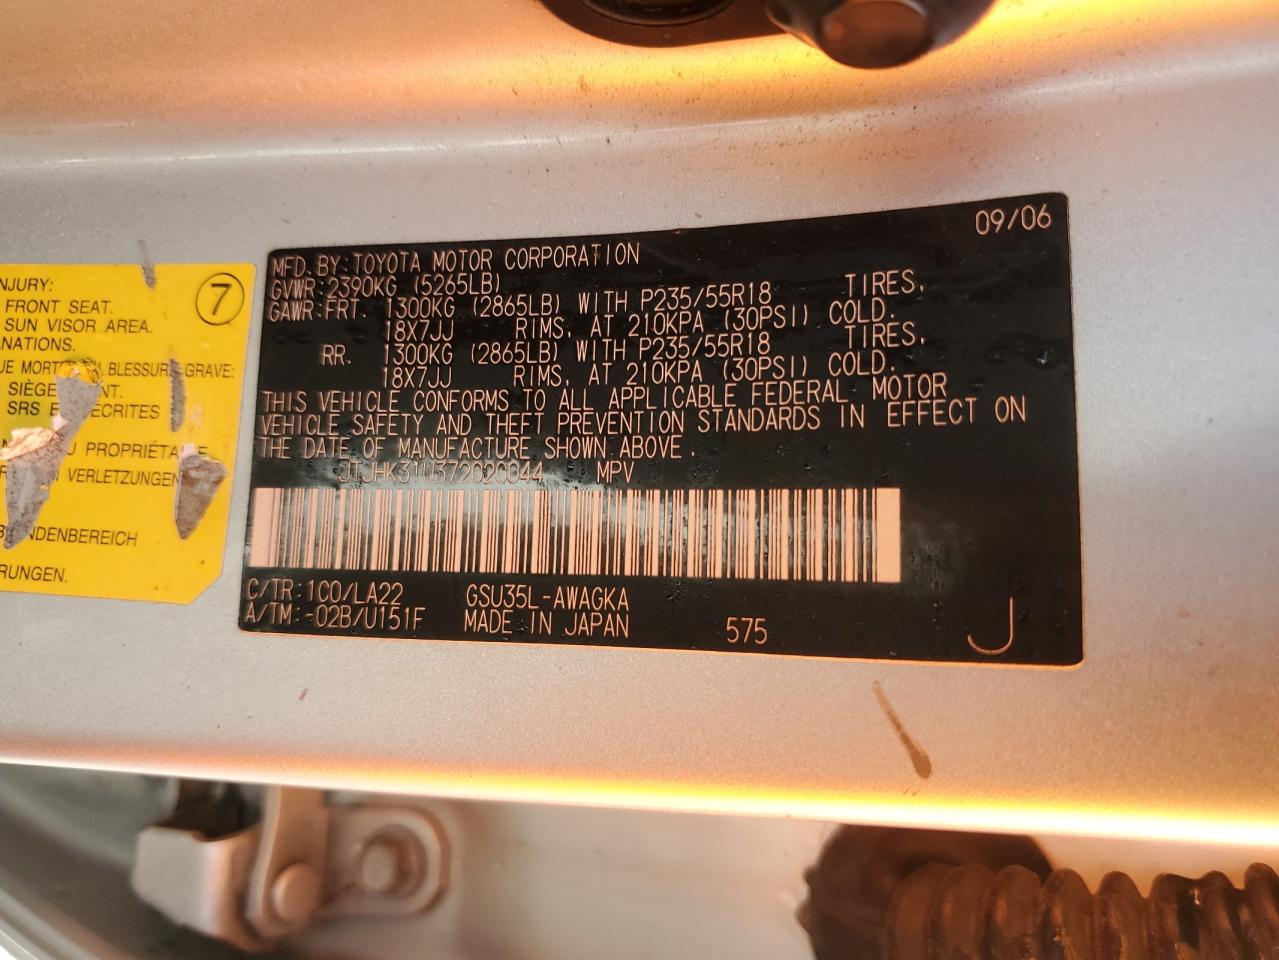 NJURY:
FRONT SEAT.
SUN VISOR AREA.
ANATIONS.
7
BLESSURE GRAVE:
SIÈGE
SRS
PROPRIÉTA
VERLETZUNGEN
NDENBEREICH
RUNGEN.
09/06
MFD. BY: TOYOTA MOTOR CORPORATION
GVWR: 2390KG (5265LB)
GAWR: FRT. 1300KG (2865LB) WITH P235/55R18 TIRES,
18X7JJ RIMS, AT 210KPA (30PSI) COLD.
RR. 1300KG (2865LB) WITH P235/55R18 TIRES,
18X7JJ RIMS, AT 210KPA (30PSI) COLD.
THIS VEHICLE CONFORMS TO ALL APPLICABLE FEDERAL MOTOR
VEHICLE SAFETY AND THEFT PREVENTION STANDARDS IN EFFECT ON
THE DATE OF MANUFACTURE SHOWN ABOVE.
JTJHK31U372020044 MPV
C/TR: 1C0/LA22 GSU35L-AWAGKA
A/TM: -02B/U151F MADE IN JAPAN 575 J